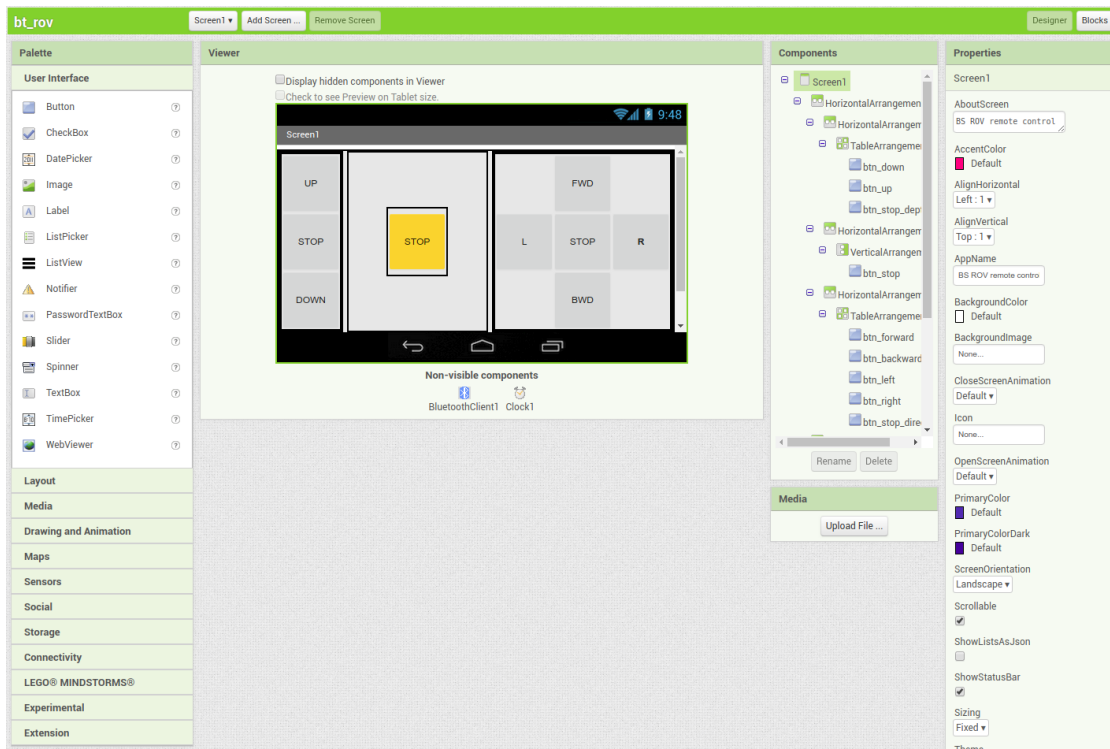 bt_rov
Screen1 ▾ Add Screen ... Remove Screen
Designer Blocks
Palette
User Interface
Button
CheckBox
DatePicker
Image
Label
ListPicker
ListView
Notifier
PasswordTextBox
Slider
Spinner
TextBox
TimePicker
WebViewer
Layout
Media
Drawing and Animation
Maps
Sensors
Social
Storage
Connectivity
LEGO® MINDSTORMS®
Experimental
Extension
Viewer
Display hidden components in Viewer
Check to see Preview on Tablet size.
9:48
Screen1
UP FWD
STOP STOP L STOP R
DOWN BWD
Non-visible components
BluetoothClient1 Clock1
Components
Screen1
HorizontalArrangemen
HorizontalArrangem
TableArrangemen
btn_down
btn_up
btn_stop_dep
HorizontalArrangem
VerticalArrangem
btn_stop
HorizontalArrangem
TableArrangemen
btn_forward
btn_backward
btn_left
btn_right
btn_stop_dire
Rename Delete
Media
Upload File ...
Properties
Screen1
AboutScreen
BS ROV remote control
AccentColor
Default
AlignHorizontal
Left : 1 ▾
AlignVertical
Top : 1 ▾
AppName
BS ROV remote contro
BackgroundColor
Default
BackgroundImage
None...
CloseScreenAnimation
Default ▾
Icon
None...
OpenScreenAnimation
Default ▾
PrimaryColor
Default
PrimaryColorDark
Default
ScreenOrientation
Landscape ▾
Scrollable
ShowListsAsJson
ShowStatusBar
Sizing
Fixed ▾
Theme